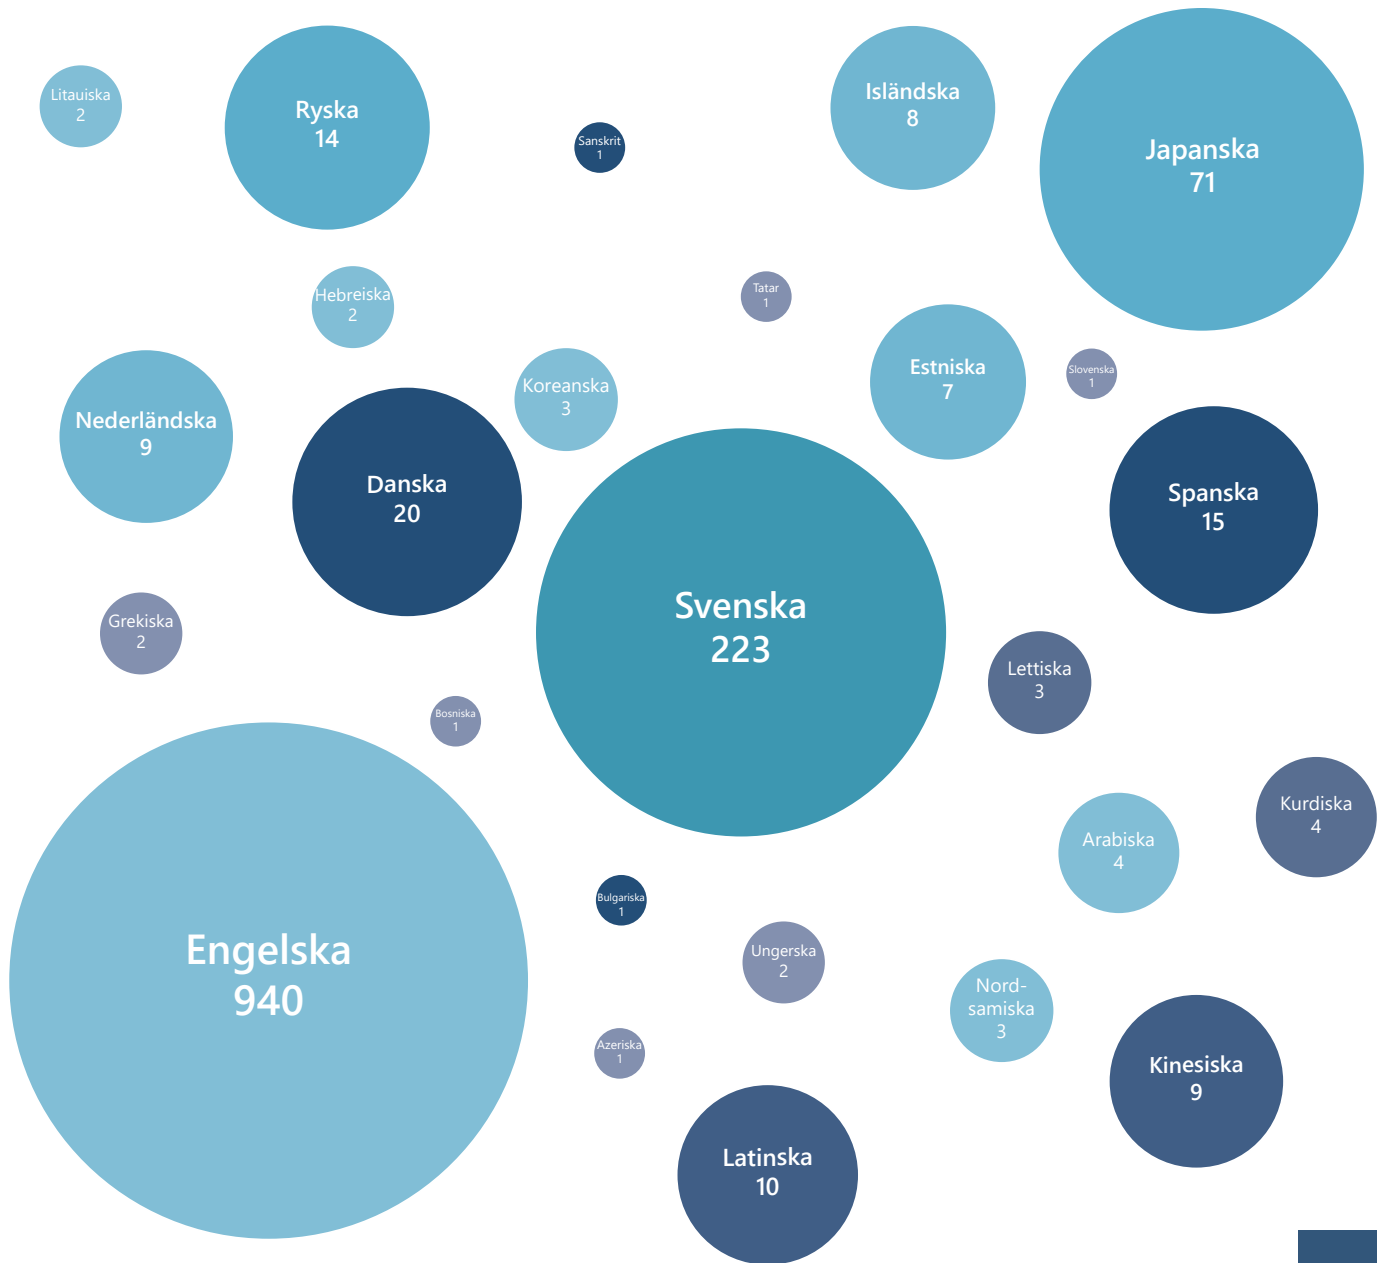 Litauiska
2
Ryska
14
Sanskrit
1
Isländska
8
Japanska
71
Hebreiska
2
Tatar
1
Koreanska
3
Estniska
7
Slovenska
1
Nederländska
9
Danska
20
Spanska
15
Svenska
223
Grekiska
2
Lettiska
3
Bosniska
1
Kurdiska
4
Arabiska
4
Engelska
940
Bulgariska
1
Ungerska
2
Nord-
samiska
3
Azeriska
1
Kinesiska
9
Latinska
10